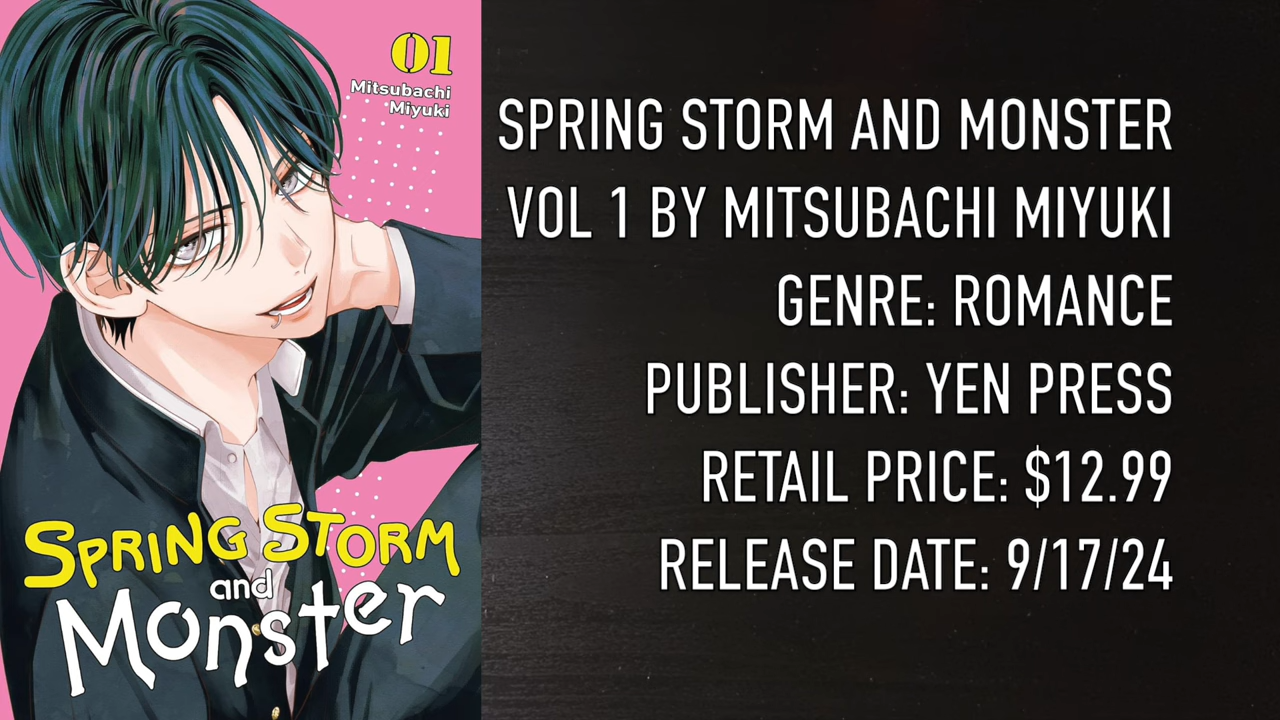 01
Mitsubachi
Miyuki
SPRING STORM
and
Monster
SPRING STORM AND MONSTER
VOL 1 BY MITSUBACHI MIYUKI
GENRE: ROMANCE
PUBLISHER: YEN PRESS
RETAIL PRICE: $12.99
RELEASE DATE: 9/17/24